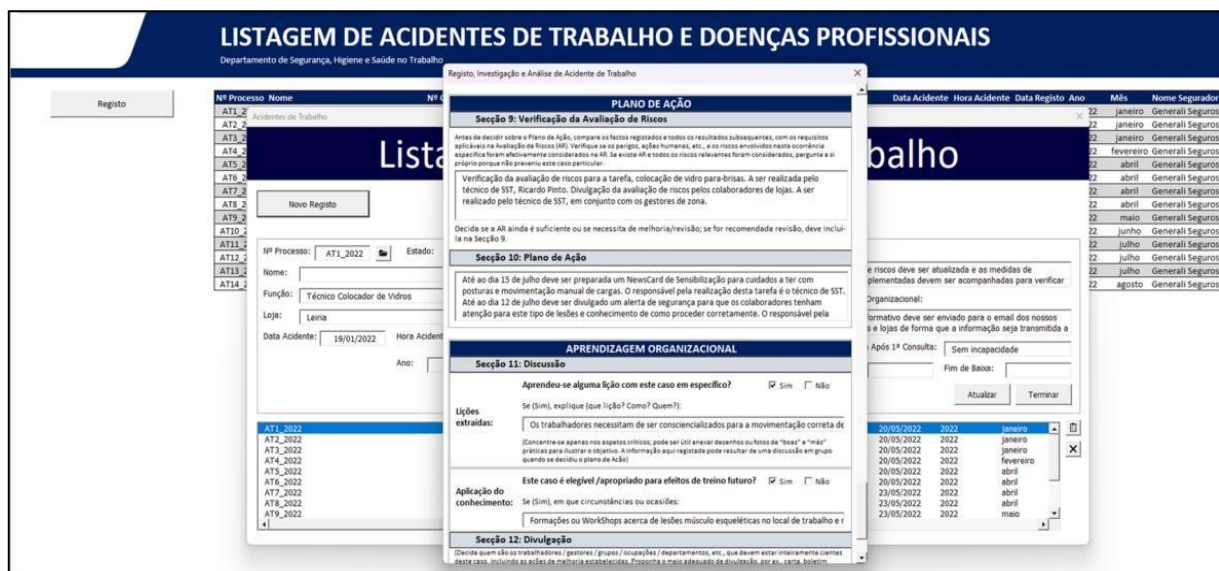 LISTAGEM DE ACIDENTES DE TRABALHO E DOENÇAS PROFISSIONAIS
Departamento de Segurança, Higiene e Saúde no Trabalho
Registo
Nº Processo Nome
Data Acidente Hora Acidente Data Registo Ano Mês Nome Segurador
22 janeiro Generali Seguros
22 janeiro Generali Seguros
22 janeiro Generali Seguros
22 fevereiro Generali Seguros
22 abril Generali Seguros
22 abril Generali Seguros
22 abril Generali Seguros
22 abril Generali Seguros
22 maio Generali Seguros
22 junho Generali Seguros
22 julho Generali Seguros
22 julho Generali Seguros
22 julho Generali Seguros
22 agosto Generali Seguros
AT1_2
AT2_2
AT3_2
AT4_2
AT5_2
AT6_2
AT7_2
AT8_2
AT9_2
AT10_2
AT11_2
AT12_2
AT13_2
AT14_2
Acidentes de Trabalho
Lista
balho
Novo Registo
Nº Processo: AT1_2022 Estado:
Nome:
Função: Técnico Colocador de Vidros
Loja: Leiria
Data Acidente: 19/01/2022 Hora Acident
Ano:
e riscos deve ser atualizada e as medidas de
plementadas devem ser acompanhadas para verificar
Organizacional:
formativo deve ser enviado para o email dos nossos
s e lojas de forma que a informação seja transmitida a
Após 1ª Consulta: Sem incapacidade
Fim de Baixa:
Atualizar Terminar
AT1_2022 20/05/2022 2022 janeiro
AT2_2022 20/05/2022 2022 janeiro
AT3_2022 20/05/2022 2022 janeiro
AT4_2022 20/05/2022 2022 fevereiro
AT5_2022 20/05/2022 2022 abril
AT6_2022 20/05/2022 2022 abril
AT7_2022 23/05/2022 2022 abril
AT8_2022 23/05/2022 2022 abril
AT9_2022 23/05/2022 2022 maio
Registo, Investigação e Análise de Acidente de Trabalho
PLANO DE AÇÃO
Secção 9: Verificação da Avaliação de Riscos
Antes de decidir sobre o Plano de Ação, compare os factos registados e todos os resultados subsequentes, com os requisitos
aplicáveis na Avaliação de Riscos (AR). Verifique se os perigos, ações humanas, etc., e os riscos envolvidos nesta ocorrência
específica foram efetivamente considerados na AR. Se existe AR e todos os riscos relevantes foram considerados, pergunte a si
próprio porque não preveniu este caso particular.
Verificação da avaliação de riscos para a tarefa, colocação de vidro para-brisas. A ser realizada pelo
técnico de SST, Ricardo Pinto. Divulgação da avaliação de riscos pelos colaboradores de lojas. A ser
realizado pelo técnico de SST, em conjunto com os gestores de zona.
Decida se a AR ainda é suficiente ou se necessita de melhoria/revisão; se for recomendada revisão, deve incluí-
la na Secção 9.
Secção 10: Plano de Ação
Até ao dia 15 de julho deve ser preparada um NewsCard de Sensibilização para cuidados a ter com
posturas e movimentação manual de cargas. O responsável pela realização desta tarefa é o técnico de SST.
Até ao dia 12 de julho deve ser divulgado um alerta de segurança para que os colaboradores tenham
atenção para este tipo de lesões e conhecimento de como proceder corretamente. O responsável pela
APRENDIZAGEM ORGANIZACIONAL
Secção 11: Discussão
Aprendeu-se alguma lição com este caso em específico? Sim Não
Lições extraídas:
Se (Sim), explique (que lição? Como? Quem?):
Os trabalhadores necessitam de ser consciencializados para a movimentação correta de
(Concentre-se apenas nos aspetos críticos; pode ser útil anexar desenhos ou fotos de "boas" e "más"
práticas para ilustrar o objetivo. A informação aqui registada pode resultar de uma discussão em grupo
quando se decidiu o plano de Ação)
Este caso é elegível /apropriado para efeitos de treino futuro? Sim Não
Aplicação do conhecimento:
Se (Sim), em que circunstâncias ou ocasiões:
Formações ou WorkShops acerca de lesões músculo esqueléticas no local de trabalho e r
Secção 12: Divulgação
(Decida quem são os trabalhadores / gestores / grupos / ocupações / departamentos, etc., que devem estar inteiramente cientes
deste caso, incluindo as ações de melhoria estabelecidas. Proponha o meio adequado de divulgação, por ex., carta, boletim